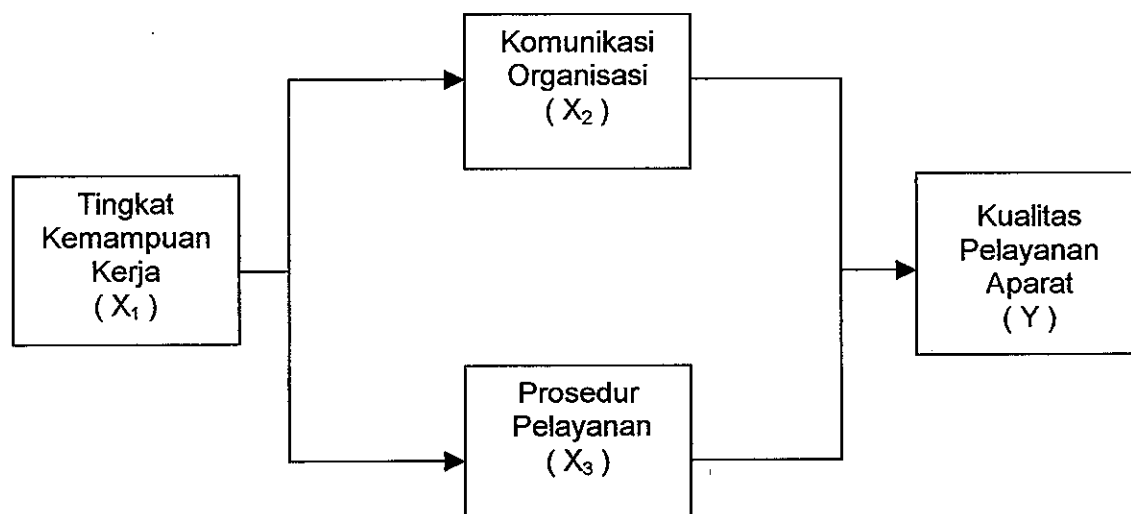 Tingkat
Kemampuan
Kerja
( X₁ )
Komunikasi
Organisasi
( X₂ )
Prosedur
Pelayanan
( X₃ )
Kualitas
Pelayanan
Aparat
( Y )